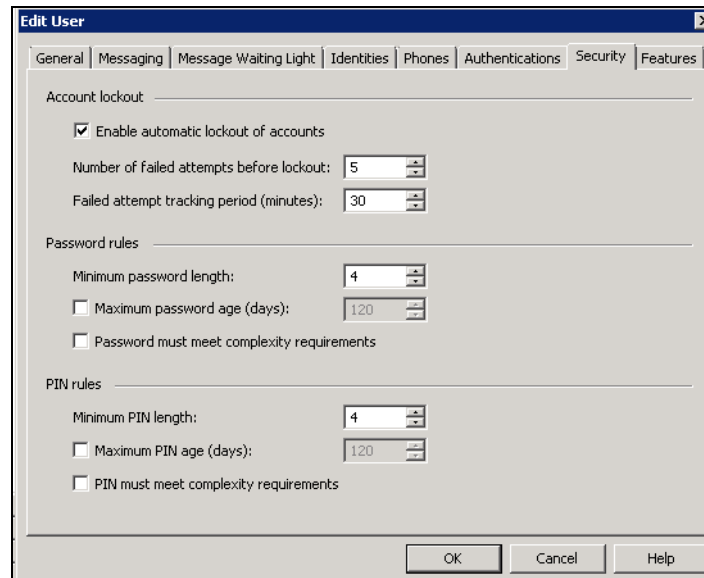 Edit User
General Messaging Message Waiting Light Identities Phones Authentications Security Features
Account lockout
Enable automatic lockout of accounts
Number of failed attempts before lockout: 5
Failed attempt tracking period (minutes): 30
Password rules
Minimum password length: 4
Maximum password age (days): 120
Password must meet complexity requirements
PIN rules
Minimum PIN length: 4
Maximum PIN age (days): 120
PIN must meet complexity requirements
OK Cancel Help